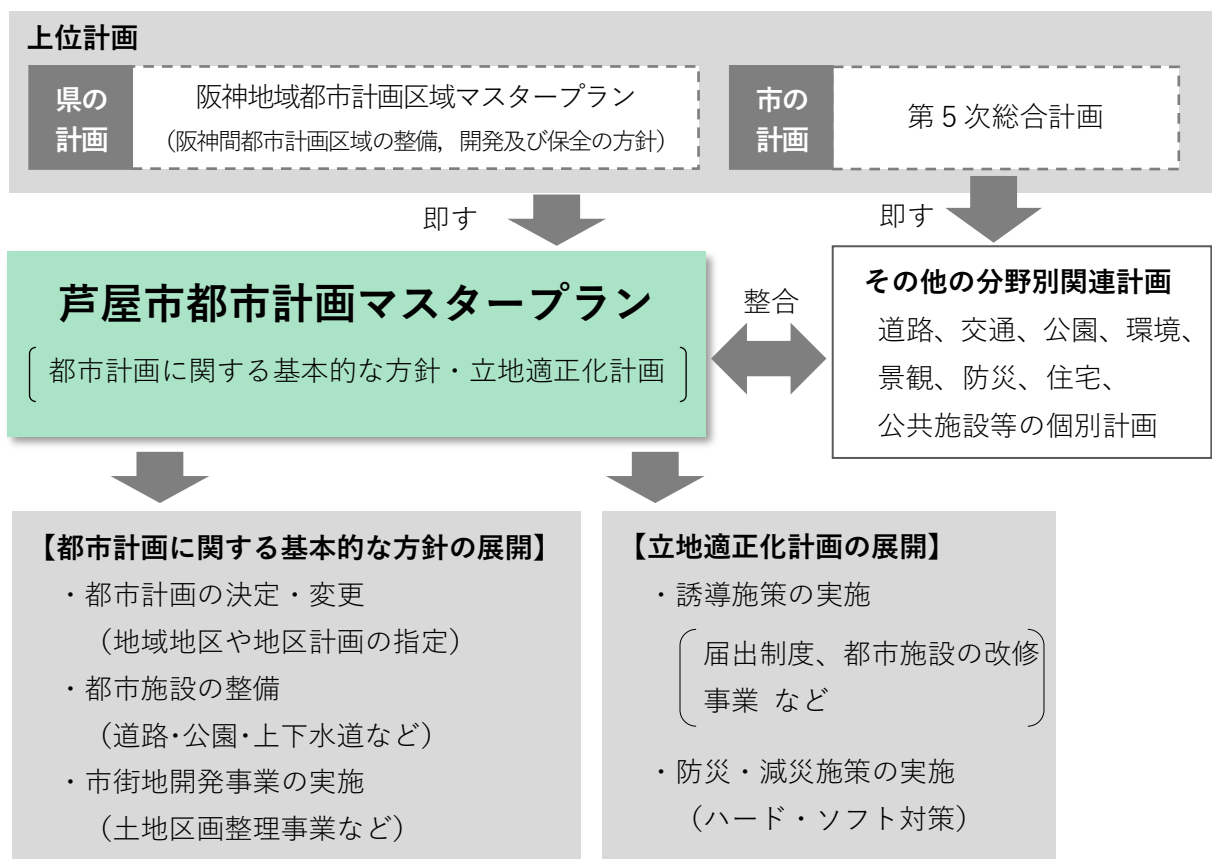 上位計画
県の
計画
阪神地域都市計画区域マスタープラン
(阪神間都市計画区域の整備，開発及び保全の方針)
市の
計画
第5次総合計画
即す
即す
芦屋市都市計画マスタープラン
都市計画に関する基本的な方針・立地適正化計画
整合
その他の分野別関連計画
道路、交通、公園、環境、
景観、防災、住宅、
公共施設等の個別計画
【都市計画に関する基本的な方針の展開】
・都市計画の決定・変更
（地域地区や地区計画の指定）
・都市施設の整備
（道路･公園･上下水道など）
・市街地開発事業の実施
（土地区画整理事業など）
【立地適正化計画の展開】
・誘導施策の実施
届出制度、都市施設の改修
事業 など
・防災・減災施策の実施
（ハード・ソフト対策）